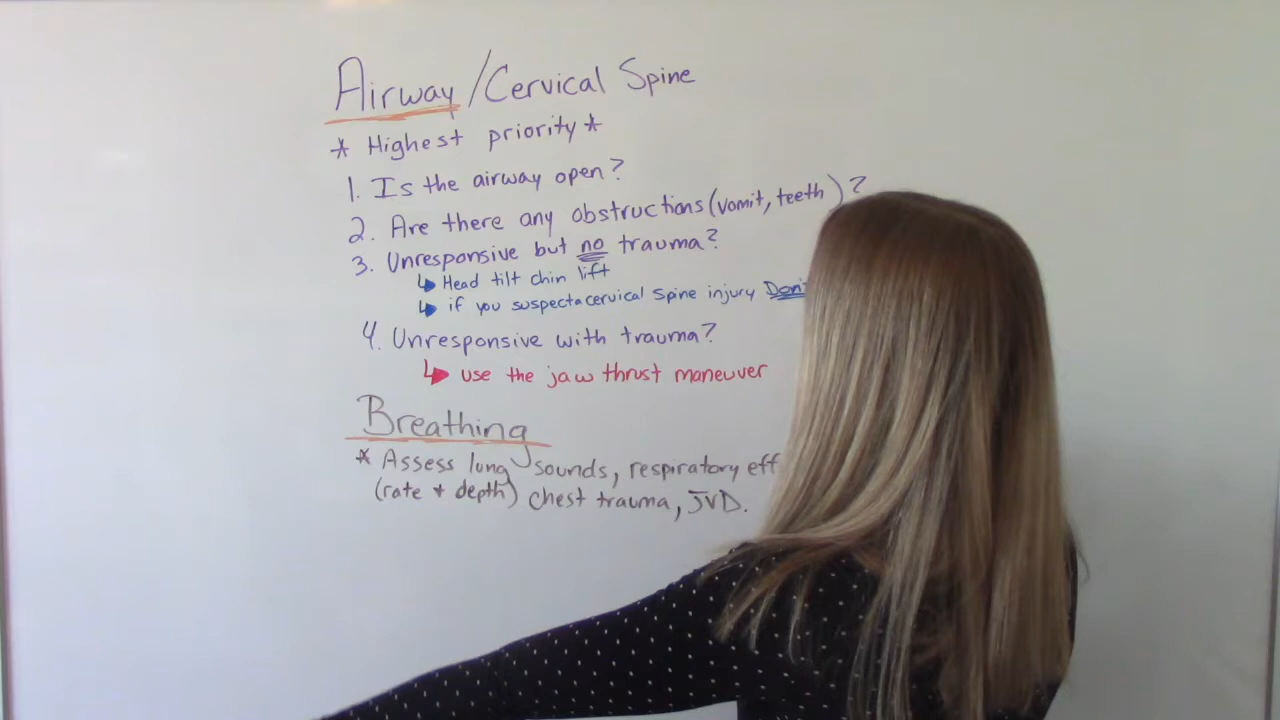 Airway/Cervical Spine
* Highest priority *
1. Is the airway open?
2. Are there any obstructions (vomit, teeth)?
3. Unresponsive but no trauma?
↳ Head tilt chin lift
↳ if you suspect a cervical spine injury
4. Unresponsive with trauma?
↳ use the jaw thrust maneuver
Breathing
* Assess lung sounds, respiratory
(rate + depth) chest trauma, JVD.